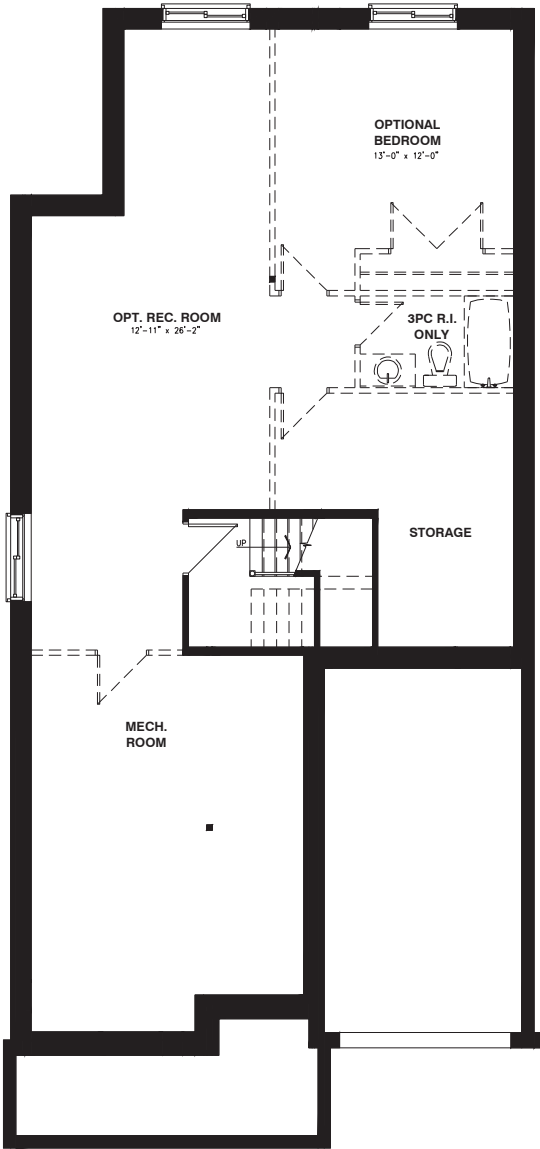 OPTIONAL
BEDROOM
13'-0" x 12'-0"
OPT. REC. ROOM
12'-11" x 26'-2"
3PC R.I.
ONLY
STORAGE
UP
MECH.
ROOM